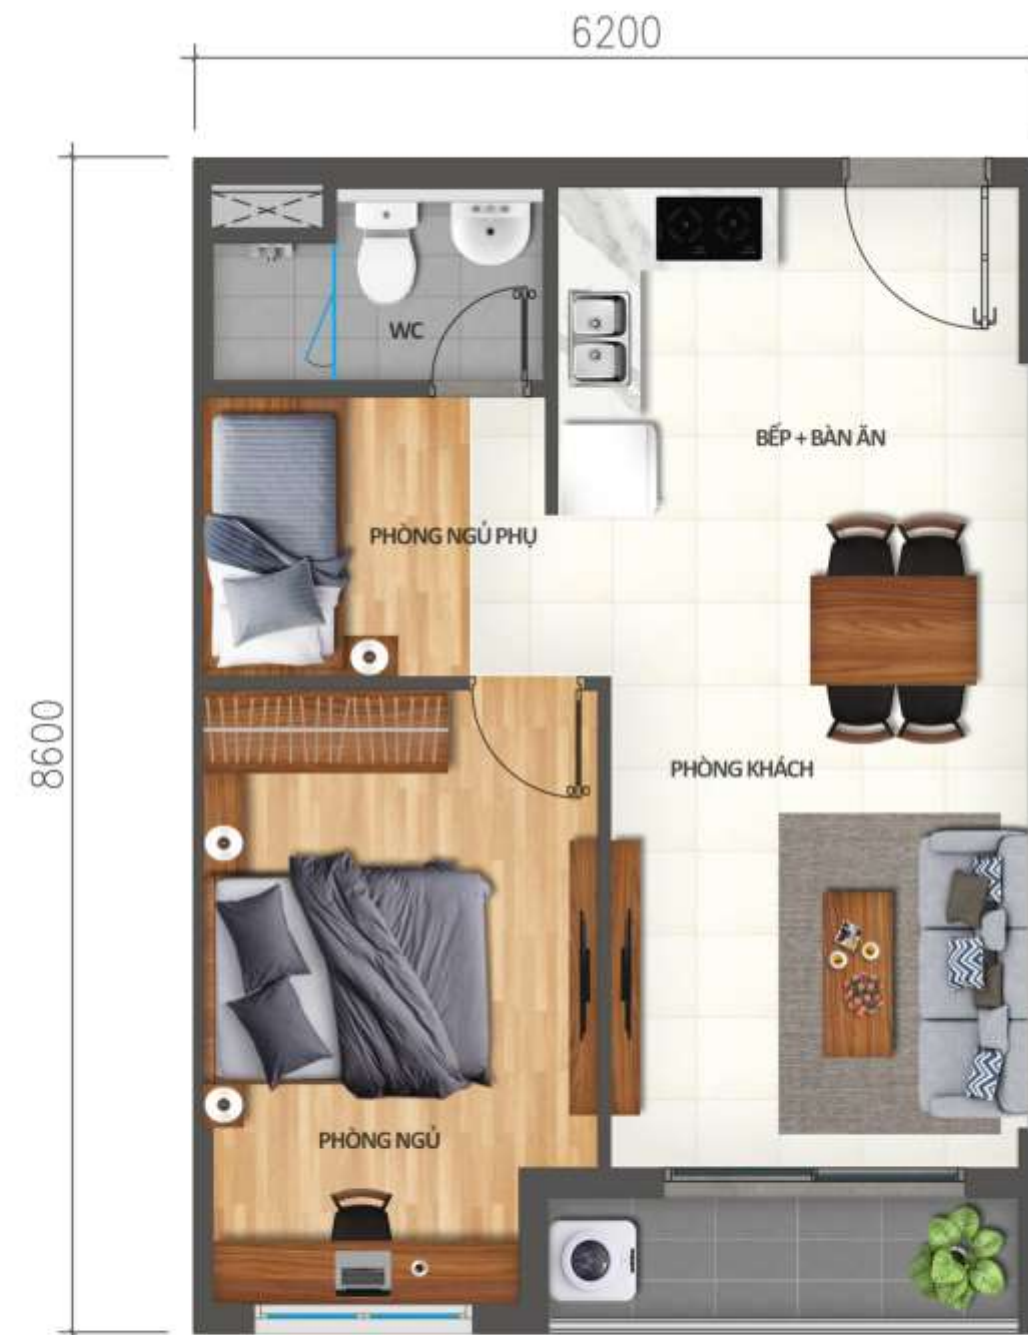 6200
WC
BẾP + BÀN ĂN
PHÒNG NGỦ PHỤ
8600
PHÒNG KHÁCH
PHÒNG NGỦ